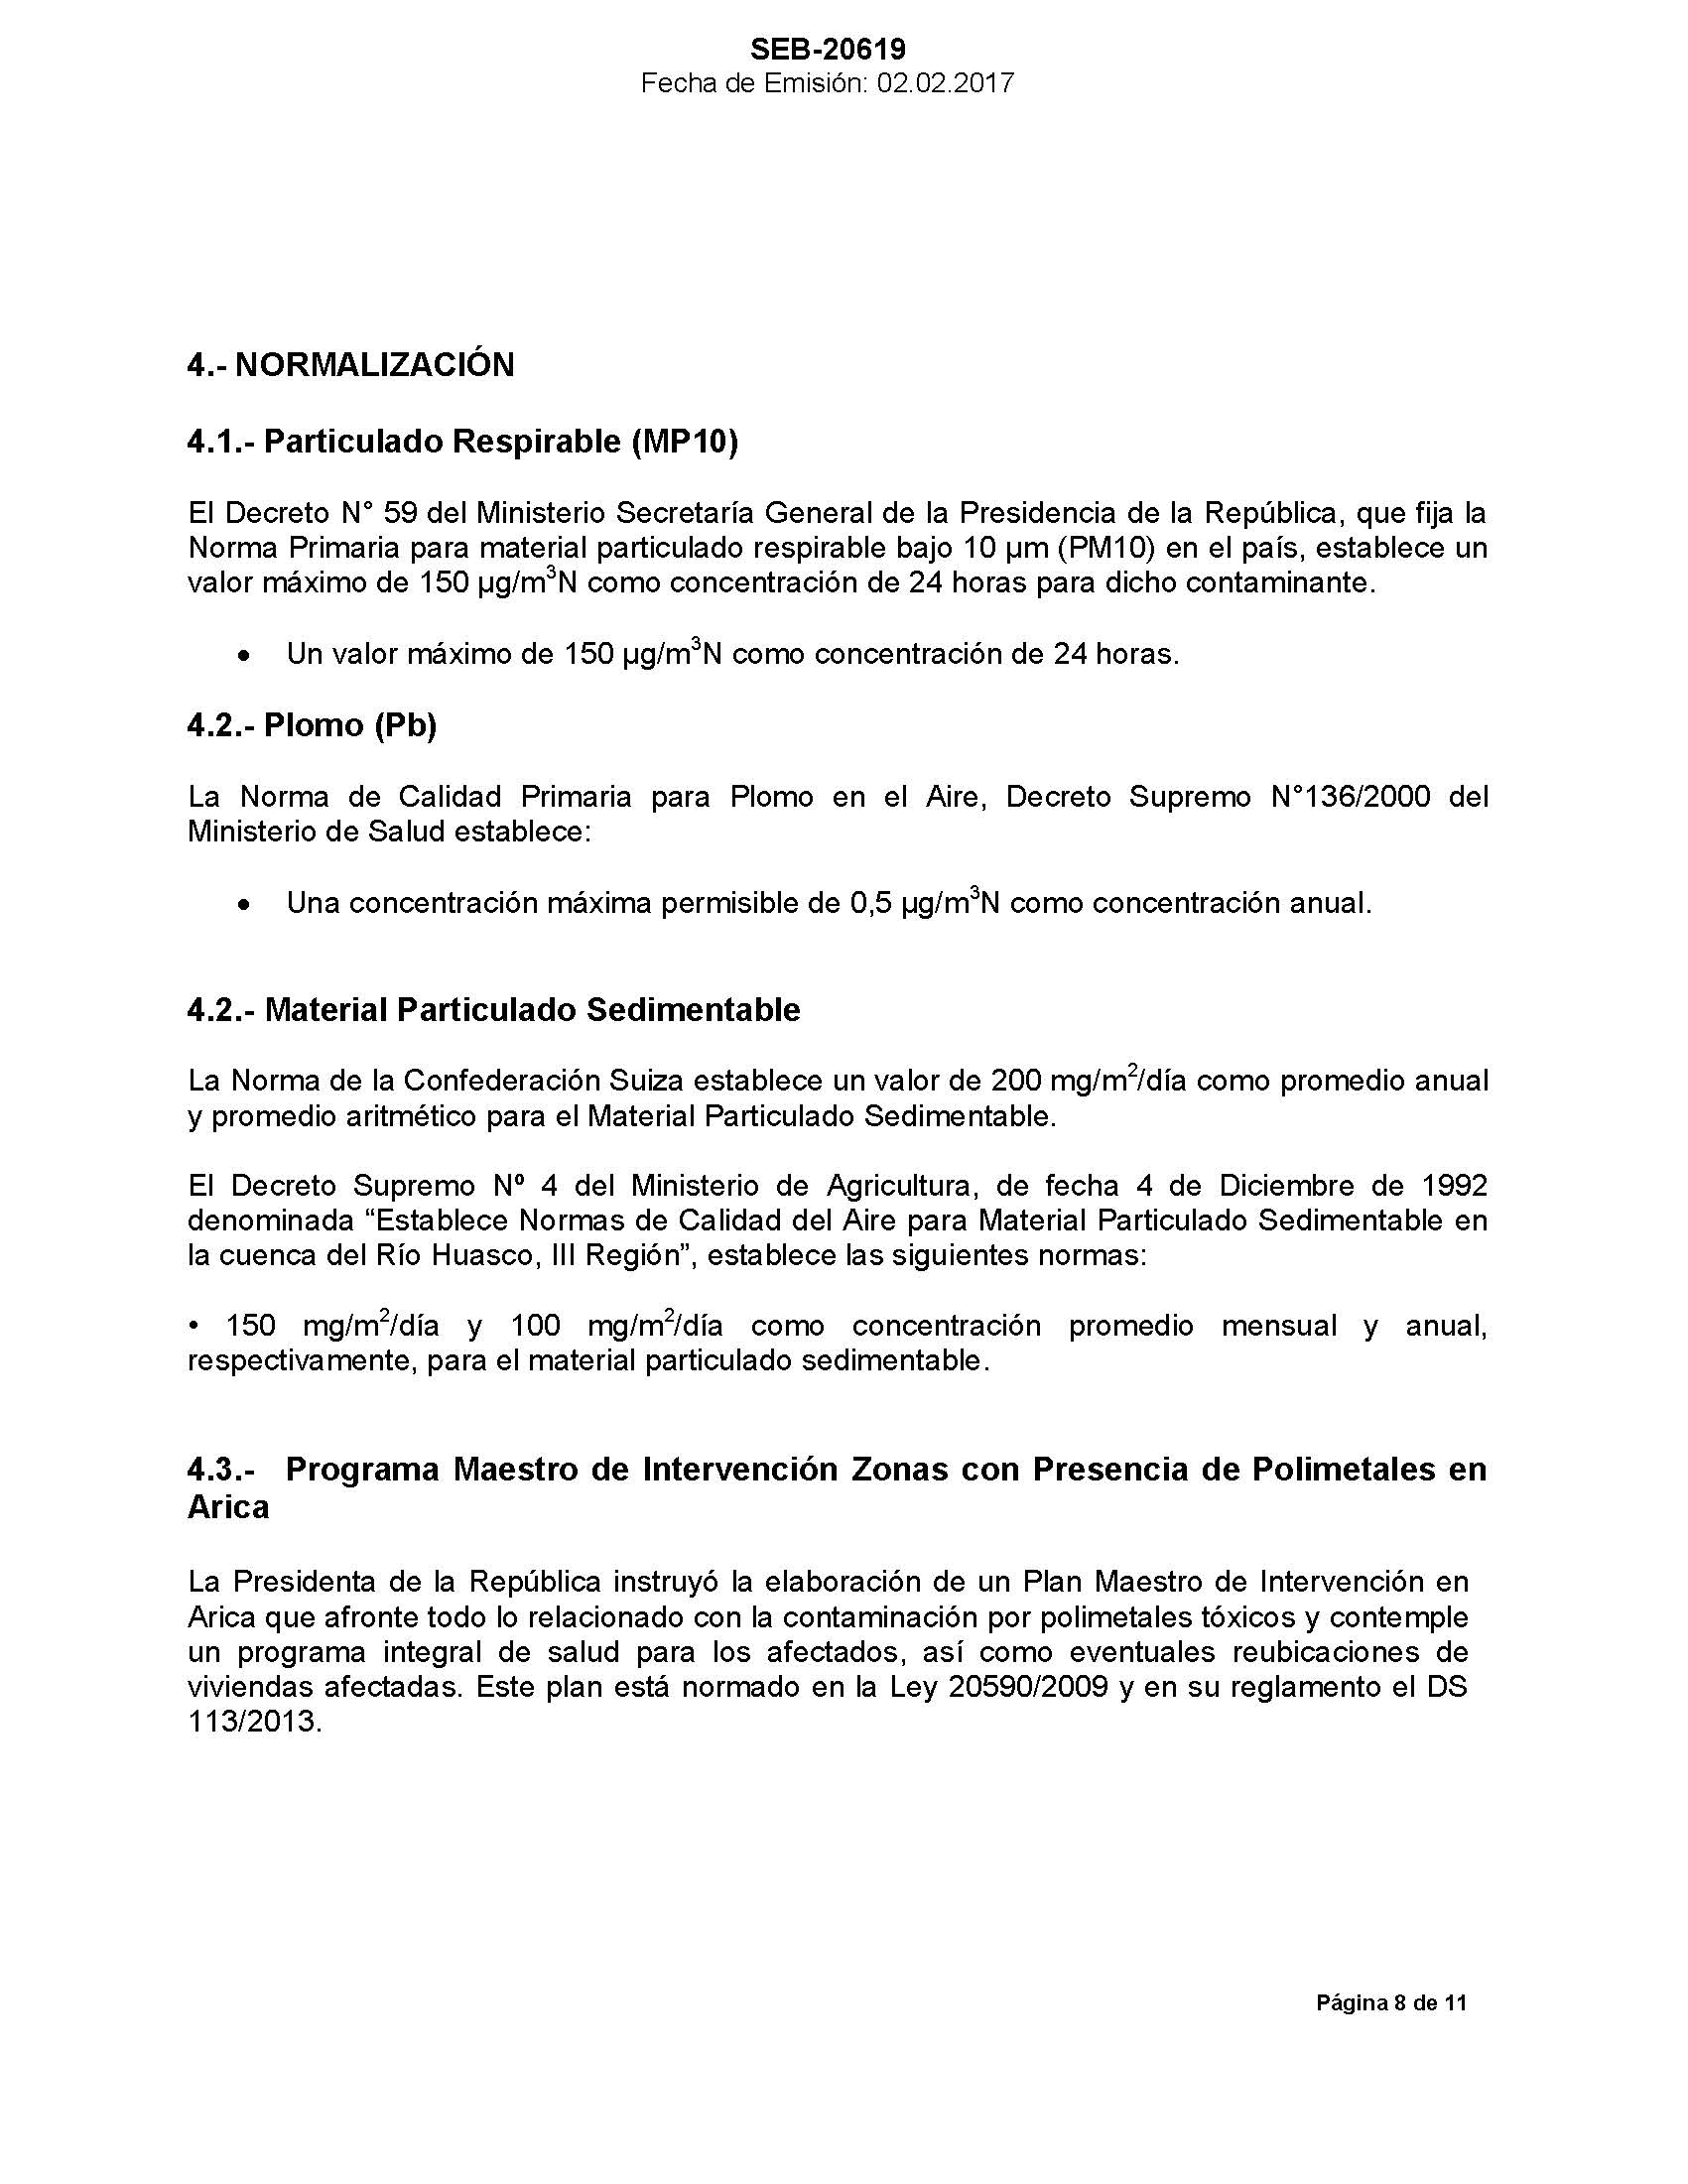 SEB-20619
Fecha de Emisión: 02.02.2017
4.- NORMALIZACIÓN
4.1.- Particulado Respirable (MP10)
El Decreto N° 59 del Ministerio Secretaría General de la Presidencia de la República, que fija la
Norma Primaria para material particulado respirable bajo 10 µm (PM10) en el país, establece un
valor máximo de 150 µg/m³N como concentración de 24 horas para dicho contaminante.
• Un valor máximo de 150 µg/m³N como concentración de 24 horas.
4.2.- Plomo (Pb)
La Norma de Calidad Primaria para Plomo en el Aire, Decreto Supremo N°136/2000 del
Ministerio de Salud establece:
• Una concentración máxima permisible de 0,5 µg/m³N como concentración anual.
4.2.- Material Particulado Sedimentable
La Norma de la Confederación Suiza establece un valor de 200 mg/m²/día como promedio anual
y promedio aritmético para el Material Particulado Sedimentable.
El Decreto Supremo Nº 4 del Ministerio de Agricultura, de fecha 4 de Diciembre de 1992
denominada “Establece Normas de Calidad del Aire para Material Particulado Sedimentable en
la cuenca del Río Huasco, III Región”, establece las siguientes normas:
• 150 mg/m²/día y 100 mg/m²/día como concentración promedio mensual y anual,
respectivamente, para el material particulado sedimentable.
4.3.- Programa Maestro de Intervención Zonas con Presencia de Polimetales en
Arica
La Presidenta de la República instruyó la elaboración de un Plan Maestro de Intervención en
Arica que afronte todo lo relacionado con la contaminación por polimetales tóxicos y contemple
un programa integral de salud para los afectados, así como eventuales reubicaciones de
viviendas afectadas. Este plan está normado en la Ley 20590/2009 y en su reglamento el DS
113/2013.
Página 8 de 11